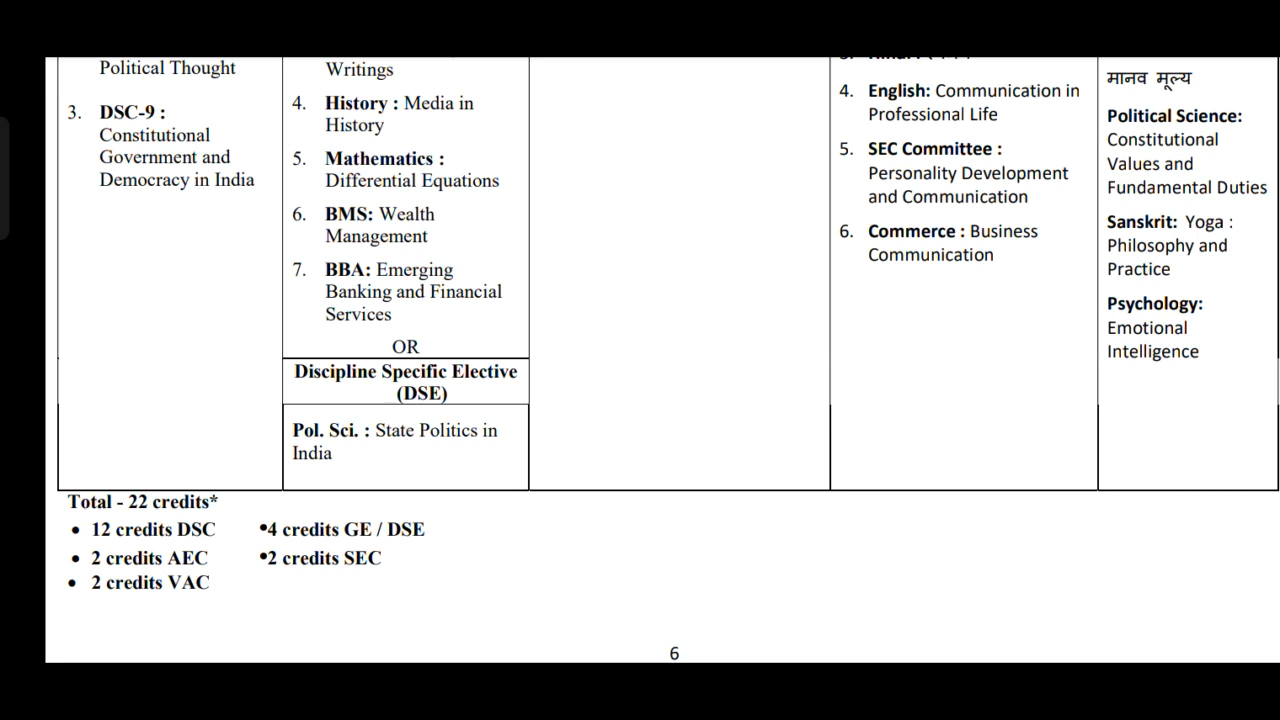 Political Thought
3. DSC-9 :
Constitutional
Government and
Democracy in India
Writings
4. History : Media in
History
5. Mathematics :
Differential Equations
6. BMS: Wealth
Management
7. BBA: Emerging
Banking and Financial
Services
OR
Discipline Specific Elective
(DSE)
Pol. Sci. : State Politics in
India
4. English: Communication in
Professional Life
5. SEC Committee :
Personality Development
and Communication
6. Commerce : Business
Communication
मानव मूल्य
Political Science:
Constitutional
Values and
Fundamental Duties
Sanskrit: Yoga :
Philosophy and
Practice
Psychology:
Emotional
Intelligence
Total - 22 credits*
• 12 credits DSC •4 credits GE / DSE
• 2 credits AEC •2 credits SEC
• 2 credits VAC
6